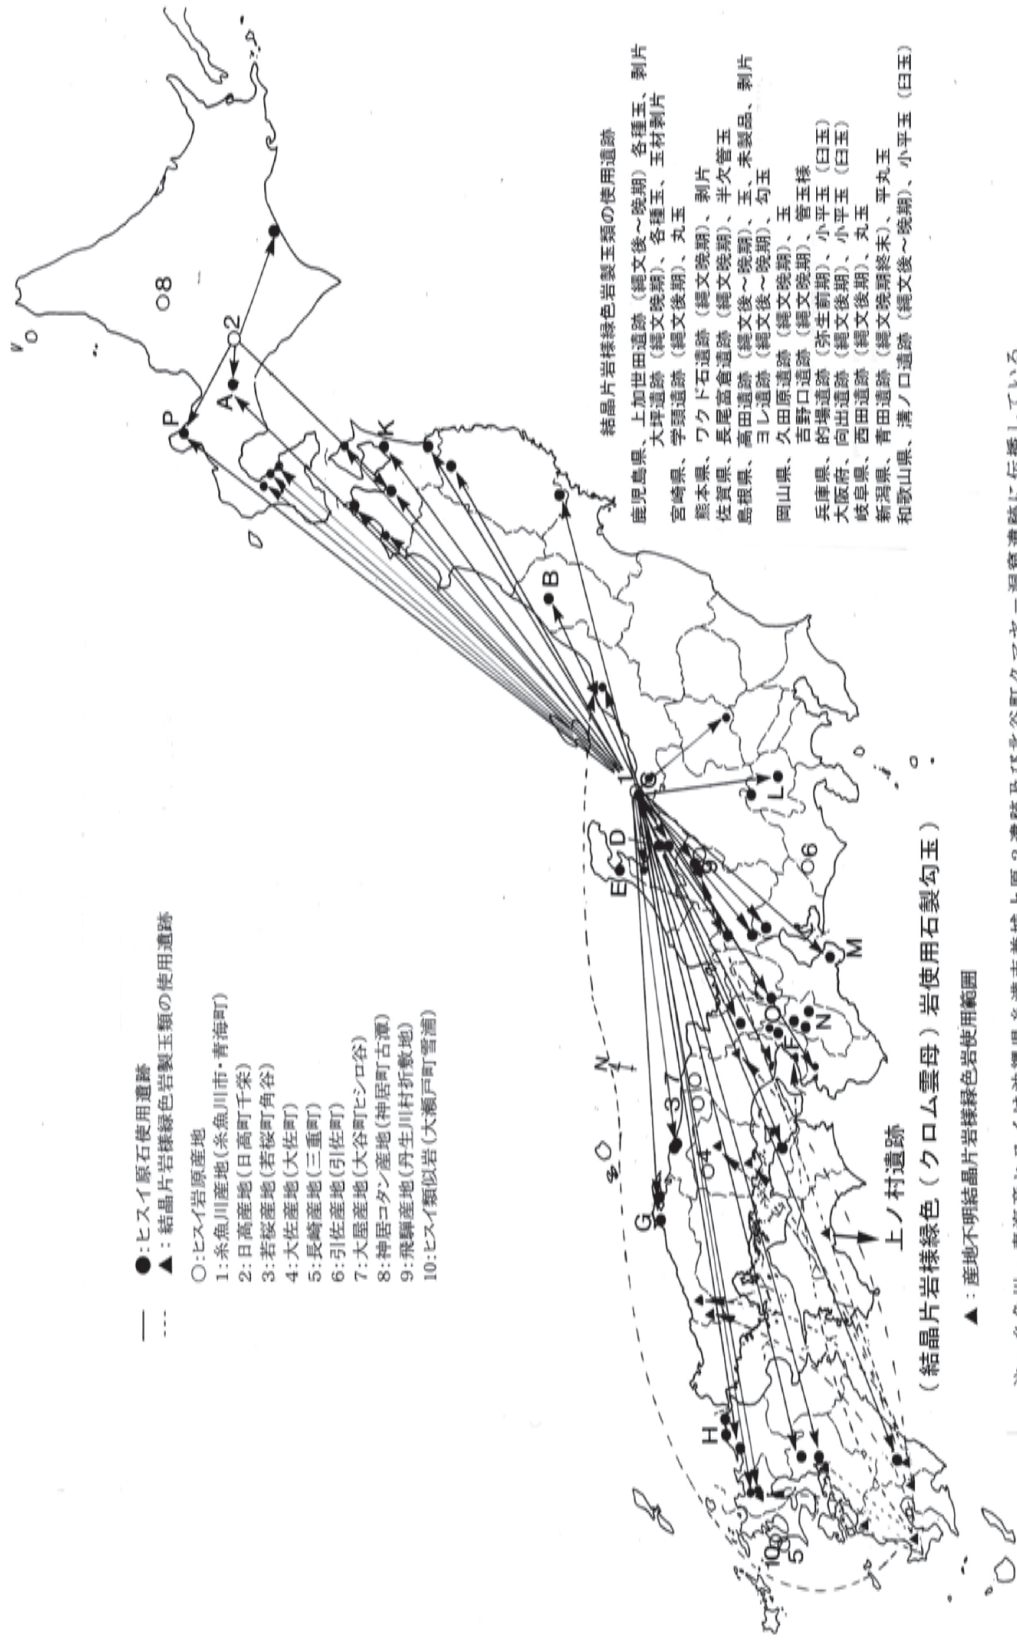 ── ●：ヒスイ原石使用遺跡
--- ▲：結晶片岩様緑色岩製玉類の使用遺跡
○：ヒスイ岩原産地
1：糸魚川産地（糸魚川市・青海町）
2：日高産地（日高町千栄）
3：若桜産地（若桜町角谷）
4：大佐産地（大佐町）
5：長崎産地（三重町）
6：引佐産地（引佐町）
7：大屋産地（大谷町ヒシロ谷）
8：神居コタン産地（神居町古潭）
9：飛騨産地（丹生川村折敷地）
10：ヒスイ類似岩（大瀬戸町雪浦）
結晶片岩様緑色岩製玉類の使用遺跡
鹿児島県、上加世田遺跡（縄文後～晩期）各種玉、剥片
大坪遺跡（縄文晩期）、各種玉、玉材剥片
宮崎県、学頭遺跡（縄文後期）、丸玉
熊本県、ワクド石遺跡（縄文晩期）、剥片
佐賀県、長尾富倉遺跡（縄文晩期）、半欠管玉
島根県、高田遺跡（縄文後～晩期）、玉、未製品、剥片
ヨレ遺跡（縄文後～晩期）、勾玉
岡山県、久田原遺跡（縄文晩期）、玉
吉野口遺跡（縄文晩期）、管玉様
兵庫県、的場遺跡（弥生前期）、小平玉（臼玉）
大阪府、向出遺跡（縄文後期）、小平玉（臼玉）
岐阜県、西田遺跡（縄文後期）、丸玉
新潟県、青田遺跡（縄文晩期終末）、平丸玉
和歌山県、溝ノ口遺跡（縄文後～晩期）、小平玉（臼玉）
P
8
2
A
K
B
1
C
D
E
9
6
L
M
N
O
F
3
7
4
G
H
10
5
N
上ノ村遺跡
（結晶片岩様緑色（クロム雲母）岩使用石製勾玉）
▲：産地不明結晶片岩様緑色岩使用範囲